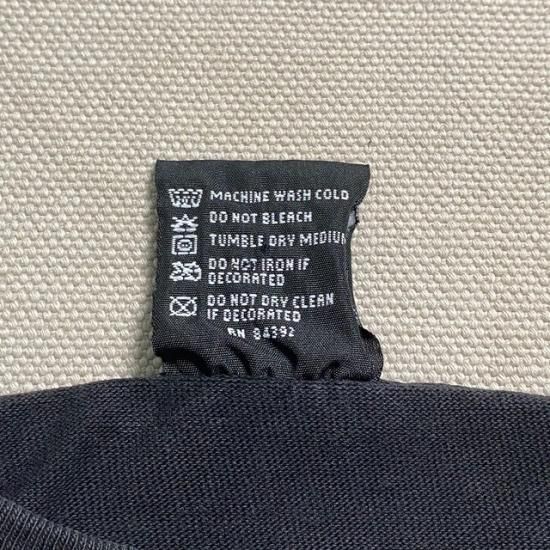 MACHINE WASH COLD
DO NOT BLEACH
TUMBLE DRY MEDIUM
DO NOT IRON IF
DECORATED
DO NOT DRY CLEAN
IF DECORATED
RN 84392